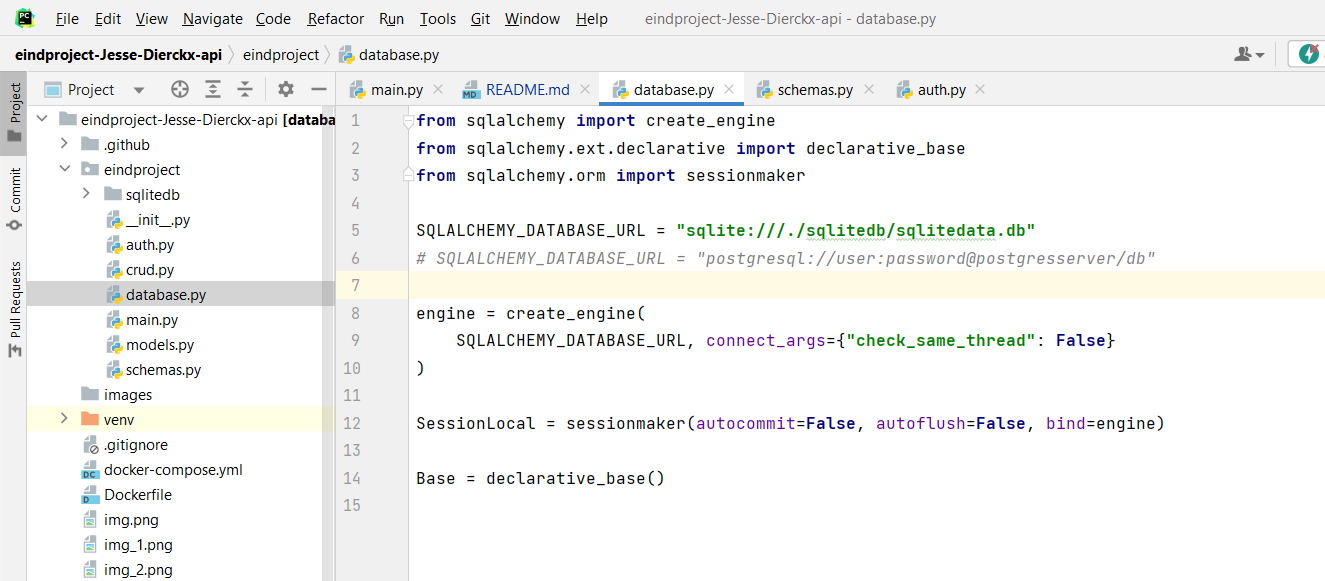 PC
File Edit View Navigate Code Refactor Run Tools Git Window Help eindproject-Jesse-Dierckx-api - database.py
eindproject-Jesse-Dierckx-api eindproject database.py
Project
Commit
Pull Requests
Project
main.py README.md database.py schemas.py auth.py
eindproject-Jesse-Dierckx-api [databa
.github
eindproject
sqlitedb
__init__.py
auth.py
crud.py
database.py
main.py
models.py
schemas.py
images
venv
.gitignore
docker-compose.yml
Dockerfile
img.png
img_1.png
img_2.png
1 from sqlalchemy import create_engine
2 from sqlalchemy.ext.declarative import declarative_base
3 from sqlalchemy.orm import sessionmaker
4
5 SQLALCHEMY_DATABASE_URL = "sqlite:///./sqlitedb/sqlitedata.db"
6 # SQLALCHEMY_DATABASE_URL = "postgresql://user:password@postgresserver/db"
7
8 engine = create_engine(
9 SQLALCHEMY_DATABASE_URL, connect_args={"check_same_thread": False}
10 )
11
12 SessionLocal = sessionmaker(autocommit=False, autoflush=False, bind=engine)
13
14 Base = declarative_base()
15